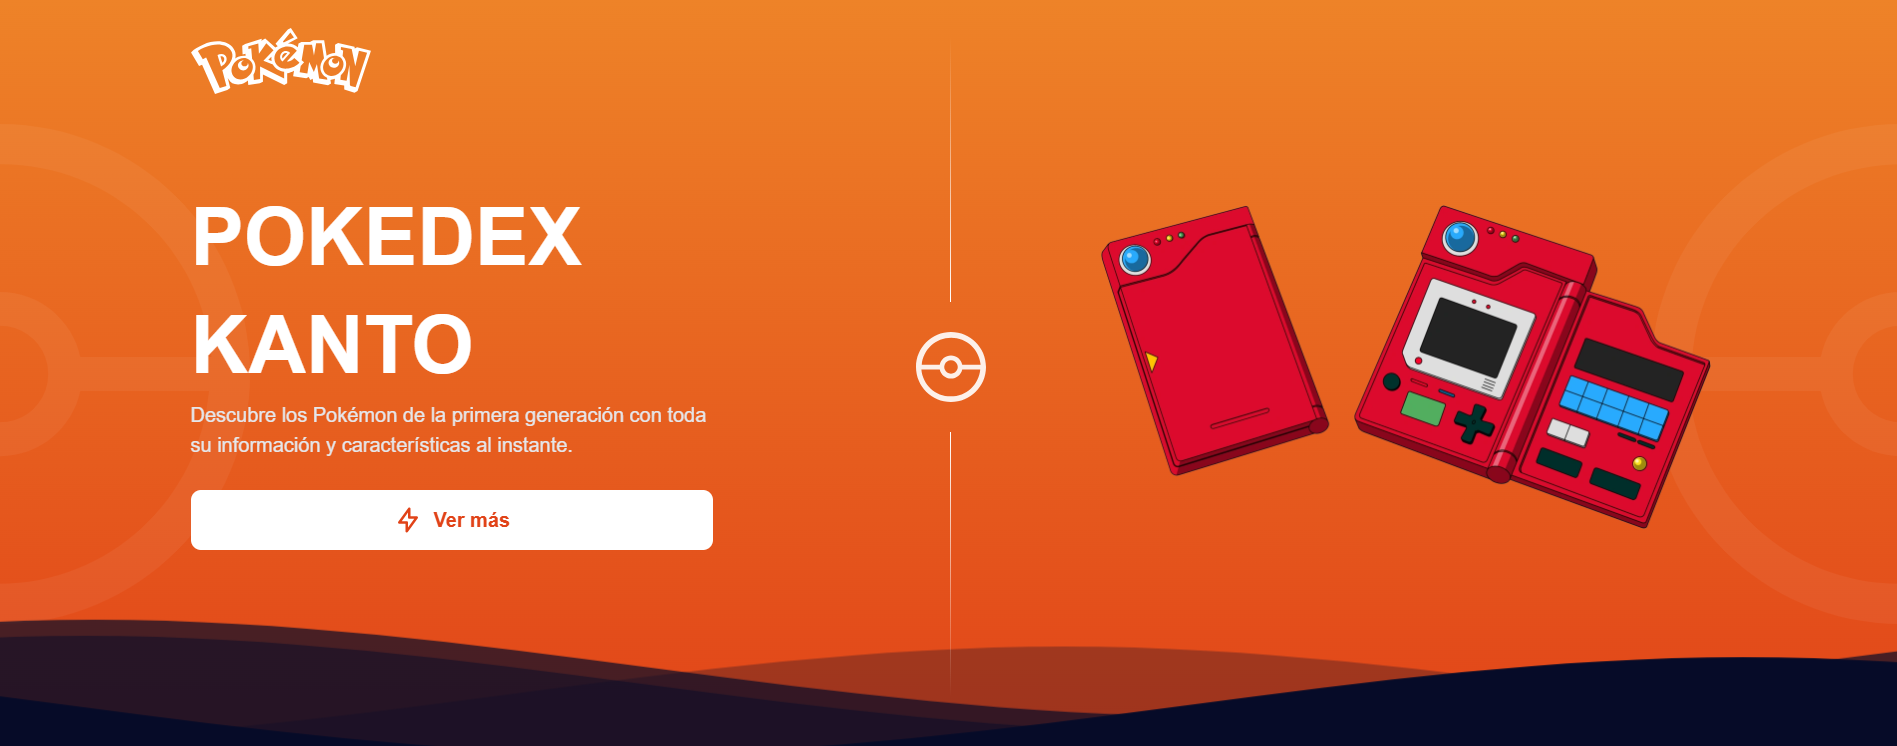 Pokémon
POKEDEX
KANTO
Descubre los Pokémon de la primera generación con toda
su información y características al instante.
Ver más